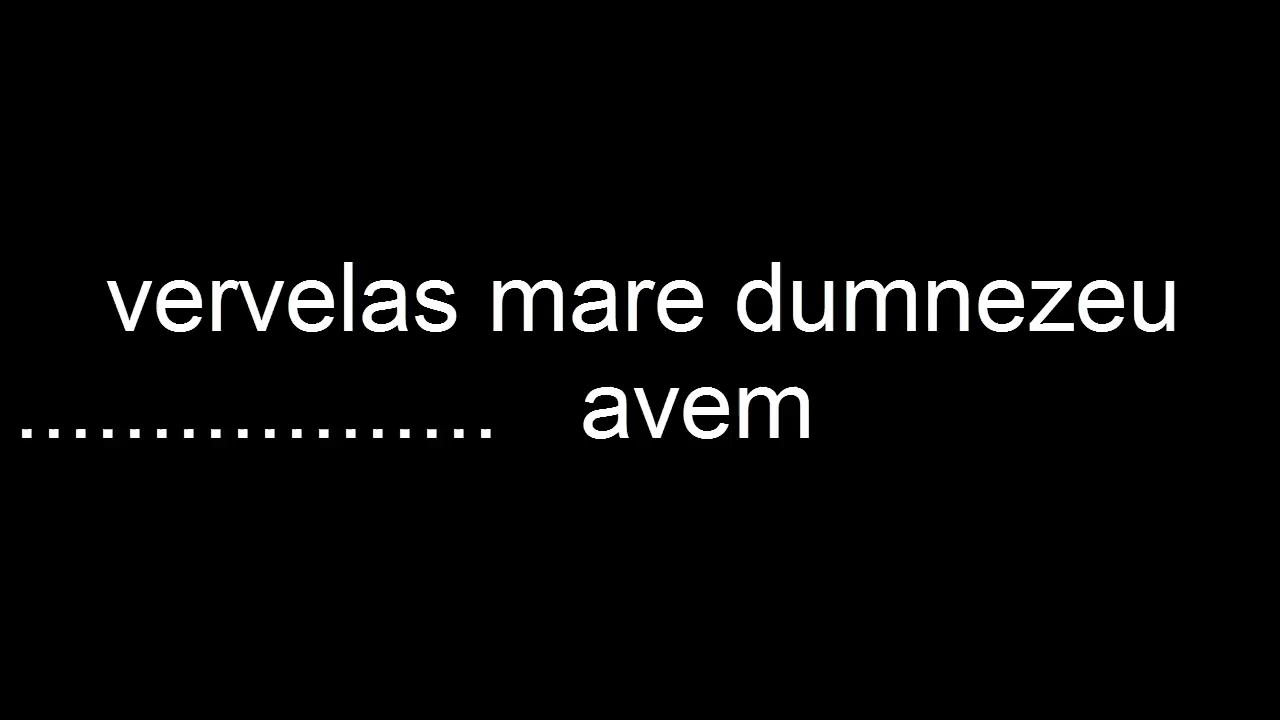 vervelas mare dumnezeu
.................. avem